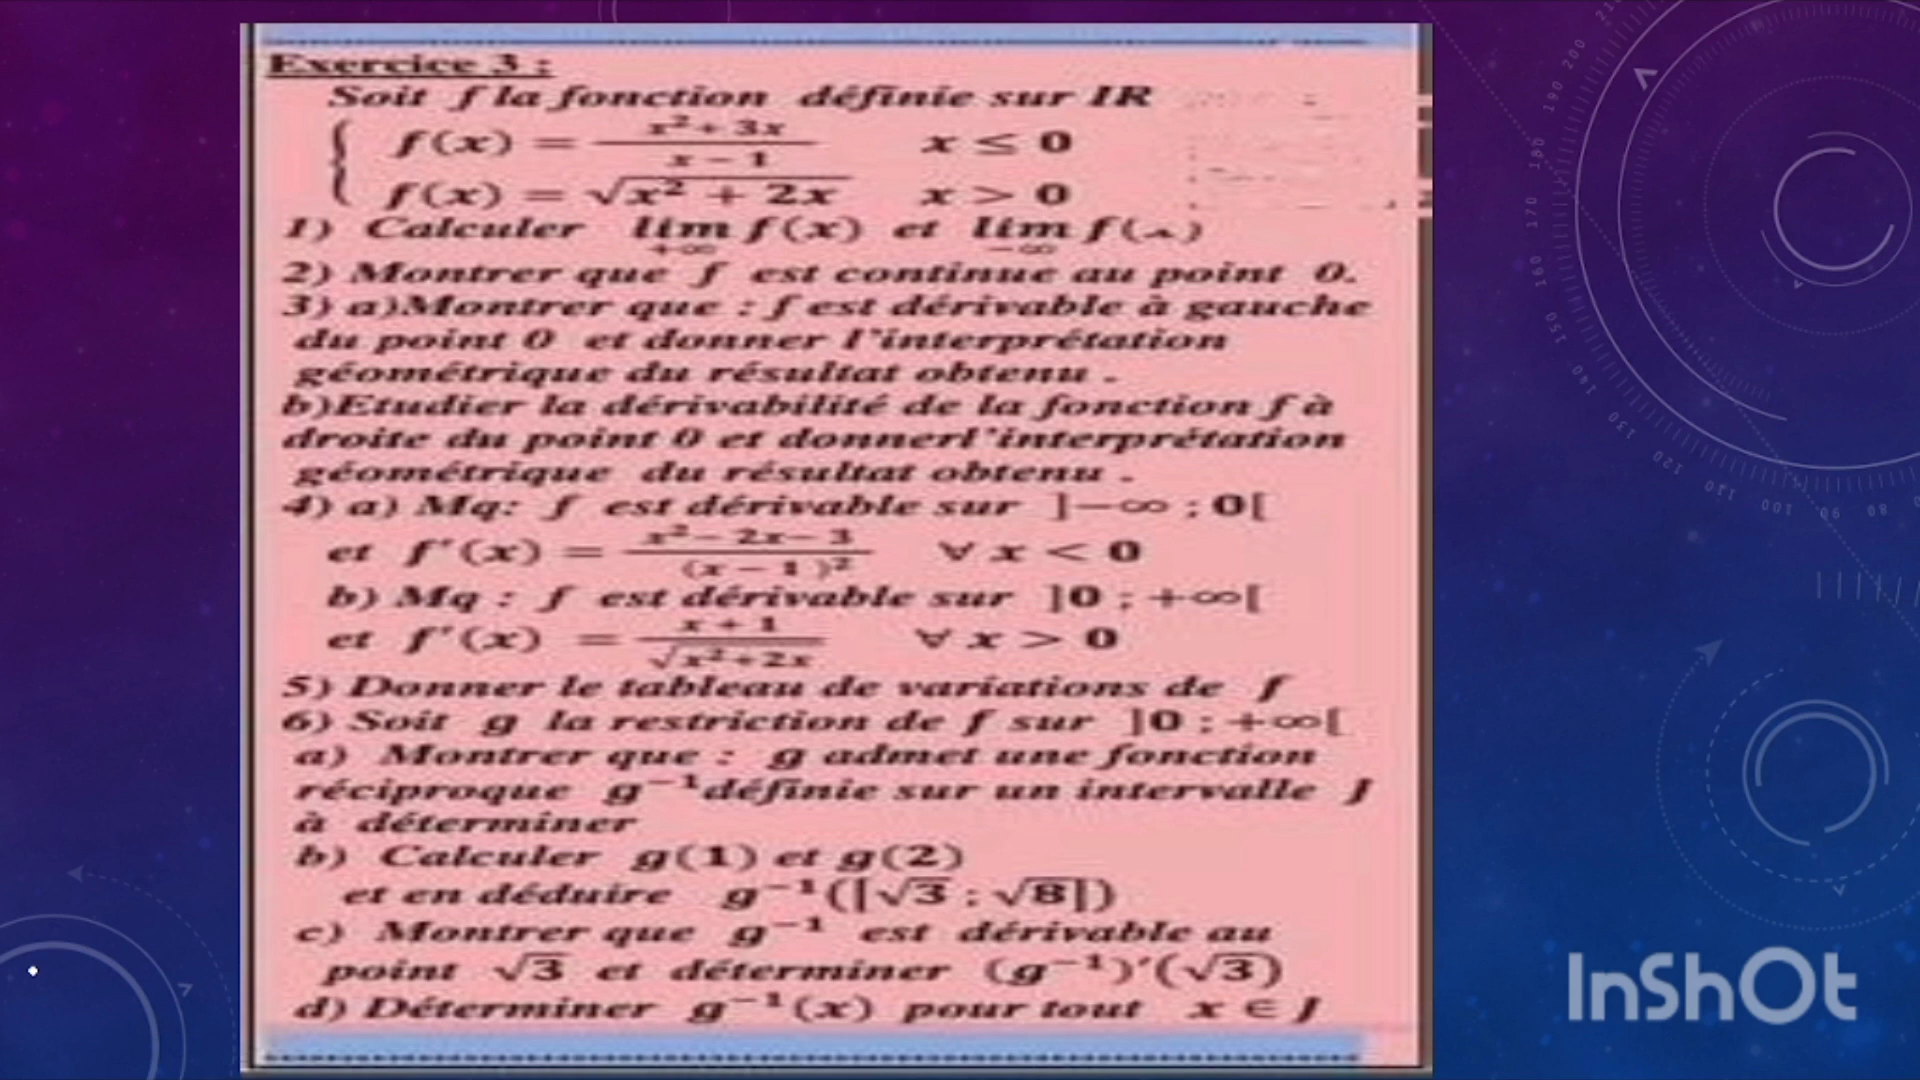 Exercice 3 :
Soit f la fonction définie sur IR
f(x) = (x² + 3x)/(x − 1)    x ≤ 0
f(x) = √(x² + 2x)    x > 0
1) Calculer lim f(x) et lim f(
+∞ −∞
2) Montrer que f est continue au point 0.
3) a)Montrer que : f est dérivable à gauche
du point 0 et donner l'interprétation
géométrique du résultat obtenu .
b)Etudier la dérivabilité de la fonction f à
droite du point 0 et donnerl'interprétation
géométrique du résultat obtenu .
4) a) Mq: f est dérivable sur ]−∞ ; 0[
et f'(x) = (x² − 2x − 3)/(x − 1)²    ∀ x < 0
b) Mq : f est dérivable sur ]0 ; +∞[
et f'(x) = (x + 1)/√(x²+2x)    ∀ x > 0
5) Donner le tableau de variations de f
6) Soit g la restriction de f sur ]0 ; +∞[
a) Montrer que : g admet une fonction
réciproque g⁻¹définie sur un intervalle J
à déterminer
b) Calculer g(1) et g(2)
et en déduire g⁻¹([√3 ; √8])
c) Montrer que g⁻¹ est dérivable au
point √3 et déterminer (g⁻¹)'(√3)
d) Déterminer g⁻¹(x) pour tout x ∈ J
InShOt